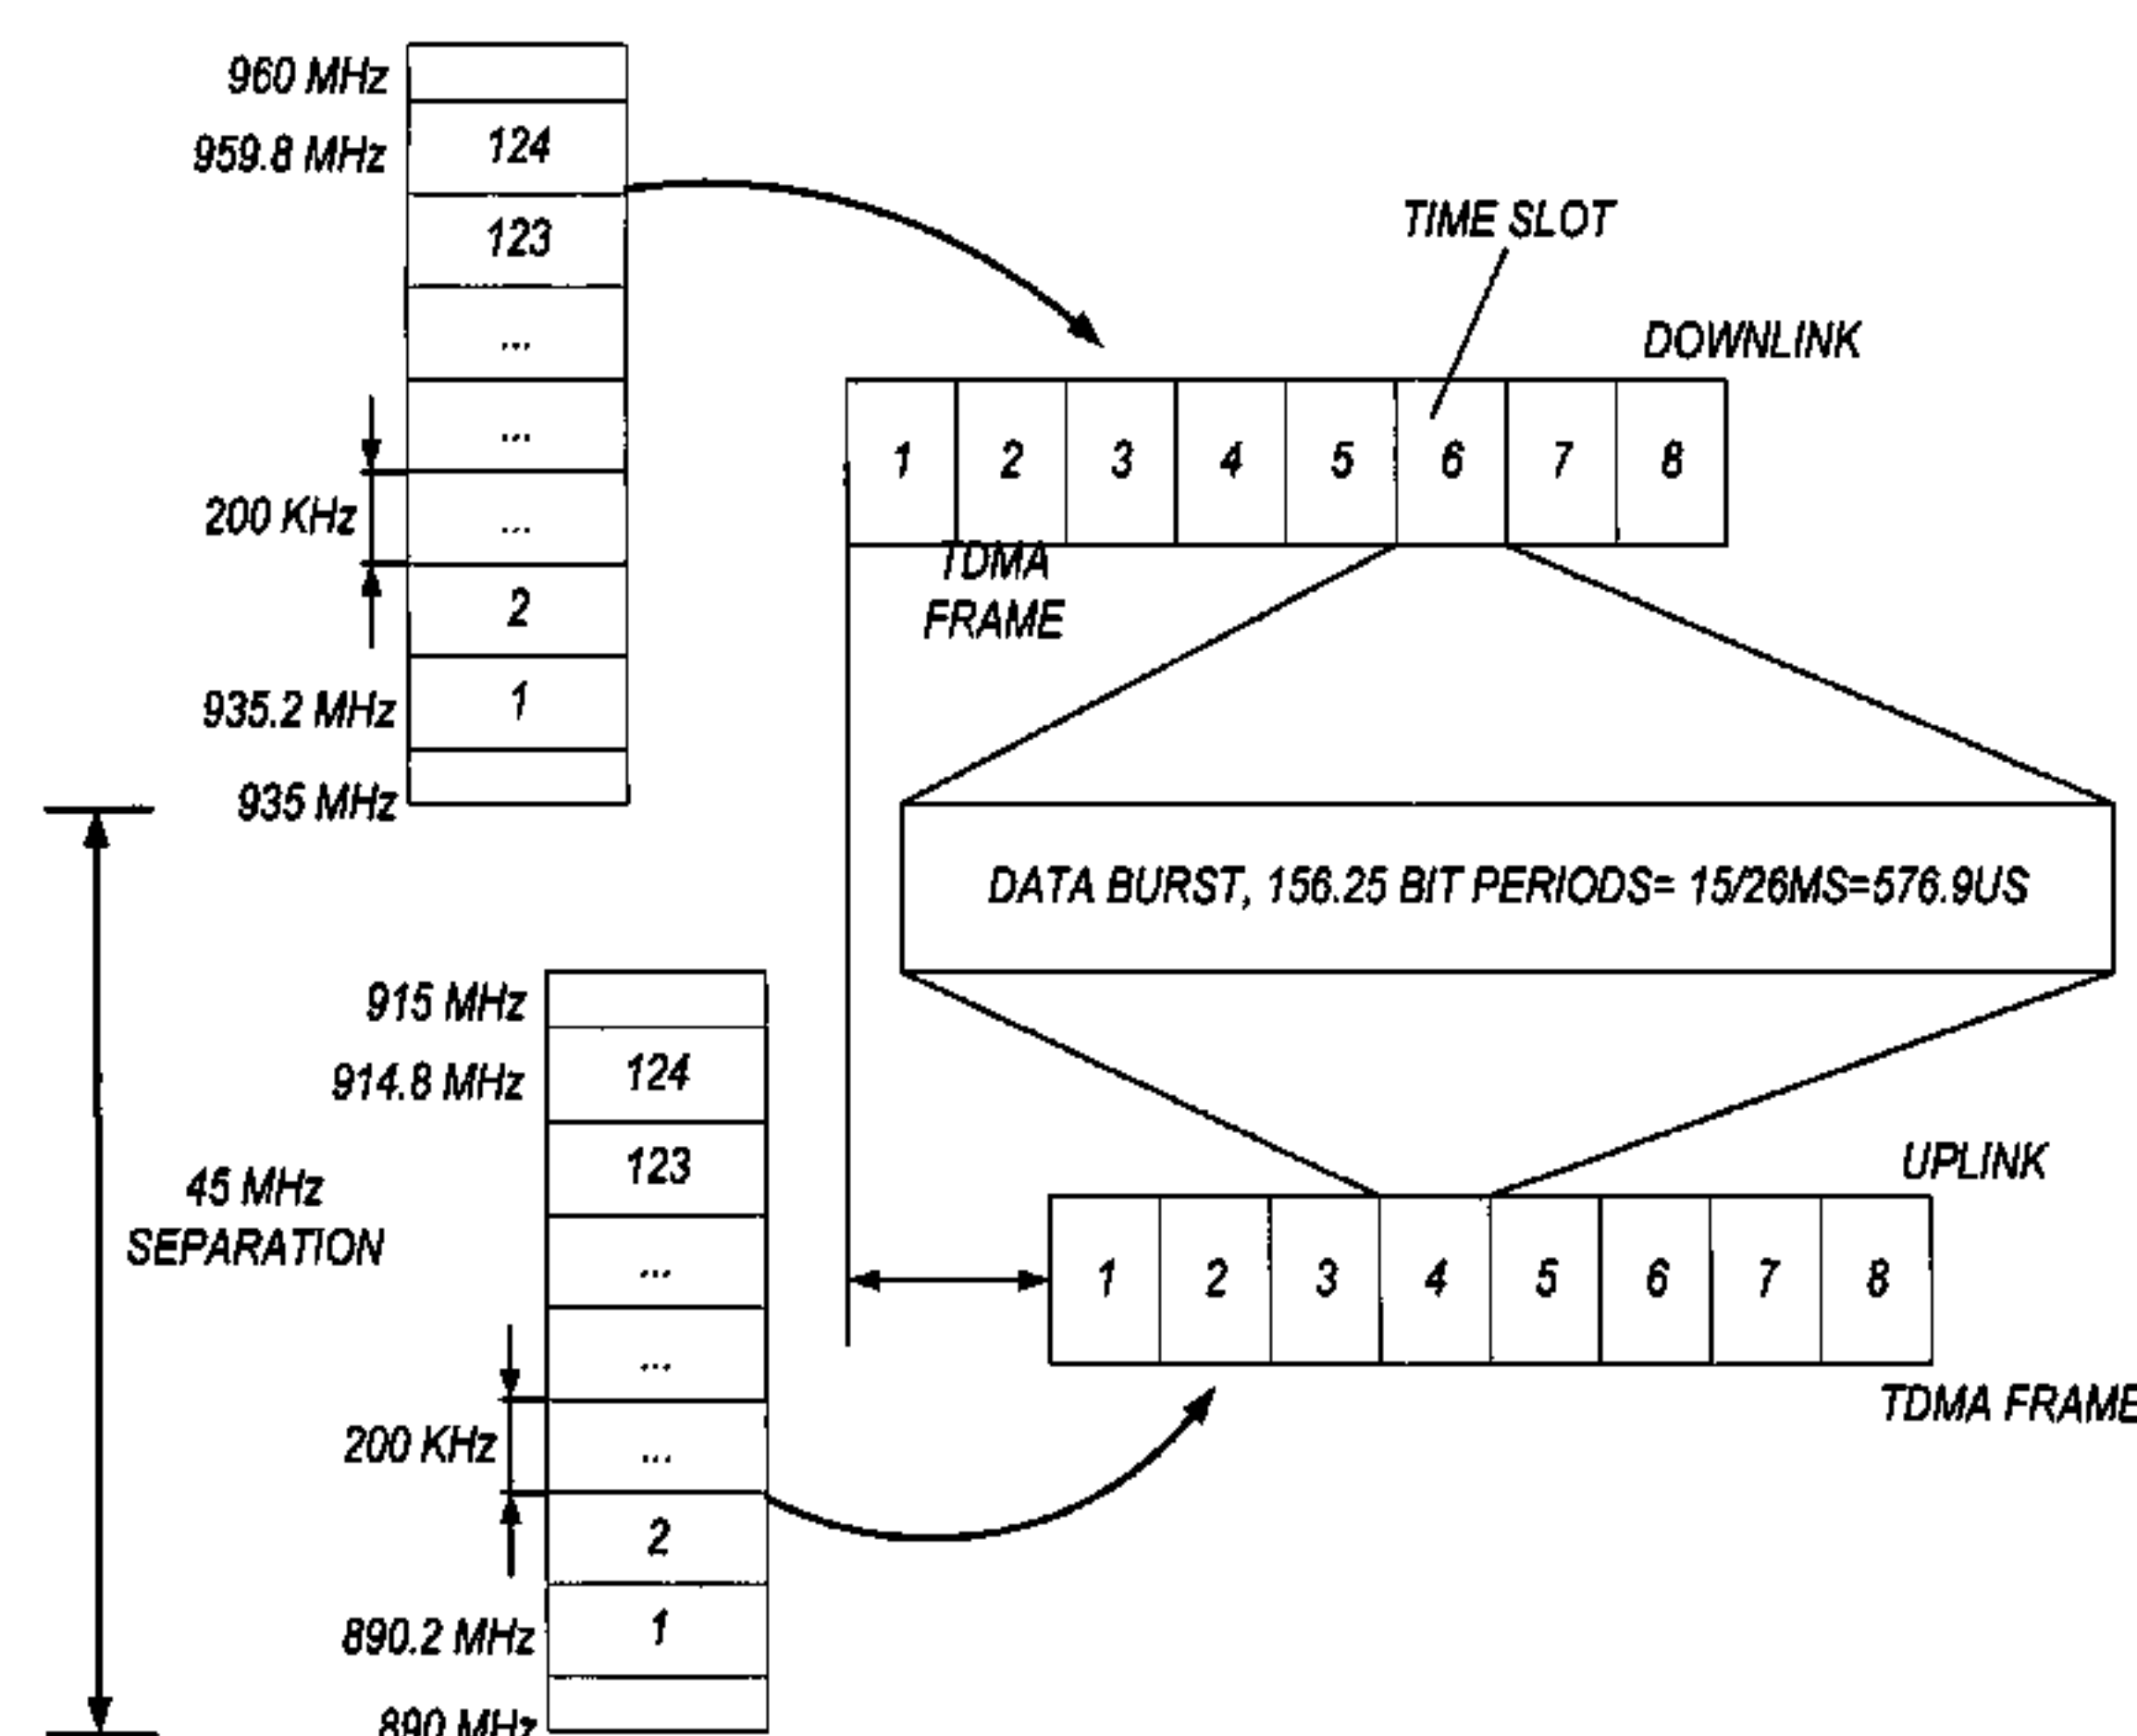 960 MHz
959.8 MHz
124
123
...
...
200 KHz
...
2
935.2 MHz
1
935 MHz
TIME SLOT
DOWNLINK
1 2 3 4 5 6 7 8
TDMA
FRAME
DATA BURST, 156.25 BIT PERIODS= 15/26MS=576.9US
45 MHz
SEPARATION
915 MHz
914.8 MHz
124
123
...
...
200 KHz
...
2
890.2 MHz
1
890 MHz
UPLINK
1 2 3 4 5 6 7 8
TDMA FRAME